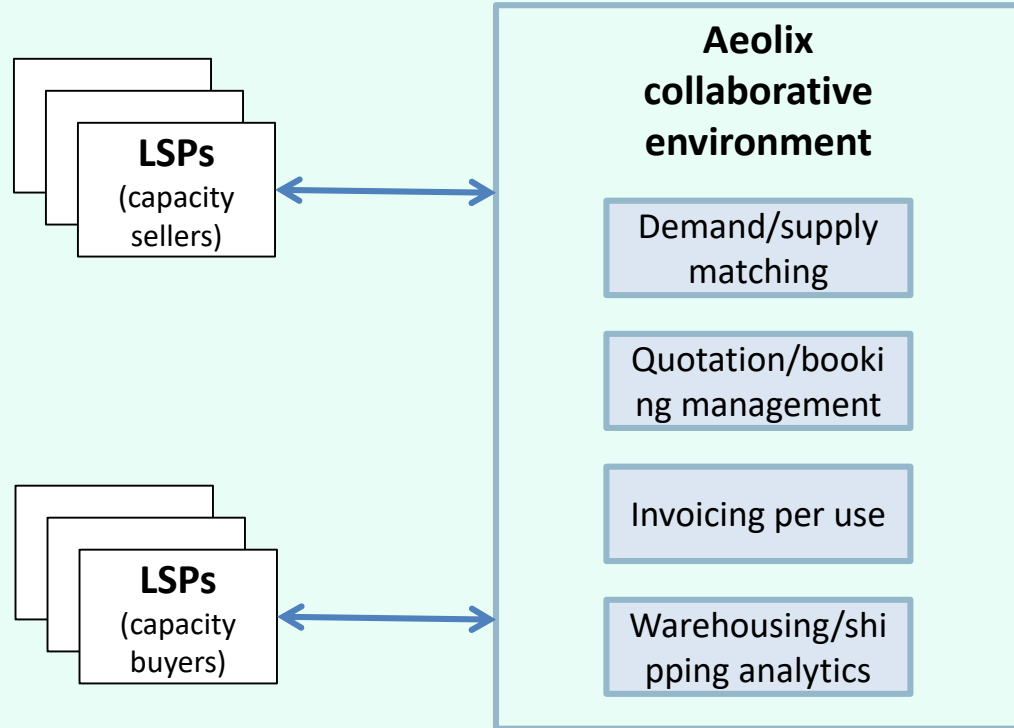 Aeolix
collaborative
environment
LSPs
(capacity
sellers)
Demand/supply
matching
Quotation/booki
ng management
Invoicing per use
LSPs
(capacity
buyers)
Warehousing/shi
pping analytics